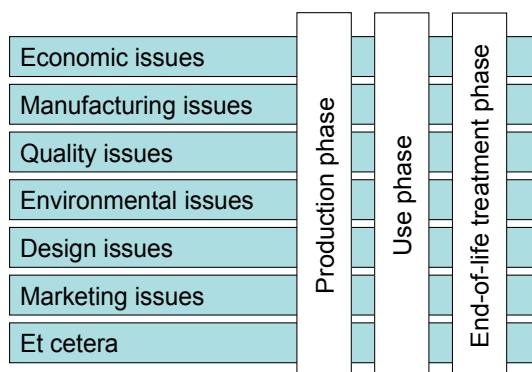 Economic issues
Manufacturing issues
Quality issues
Environmental issues
Design issues
Marketing issues
Et cetera
Production phase
Use phase
End-of-life treatment phase